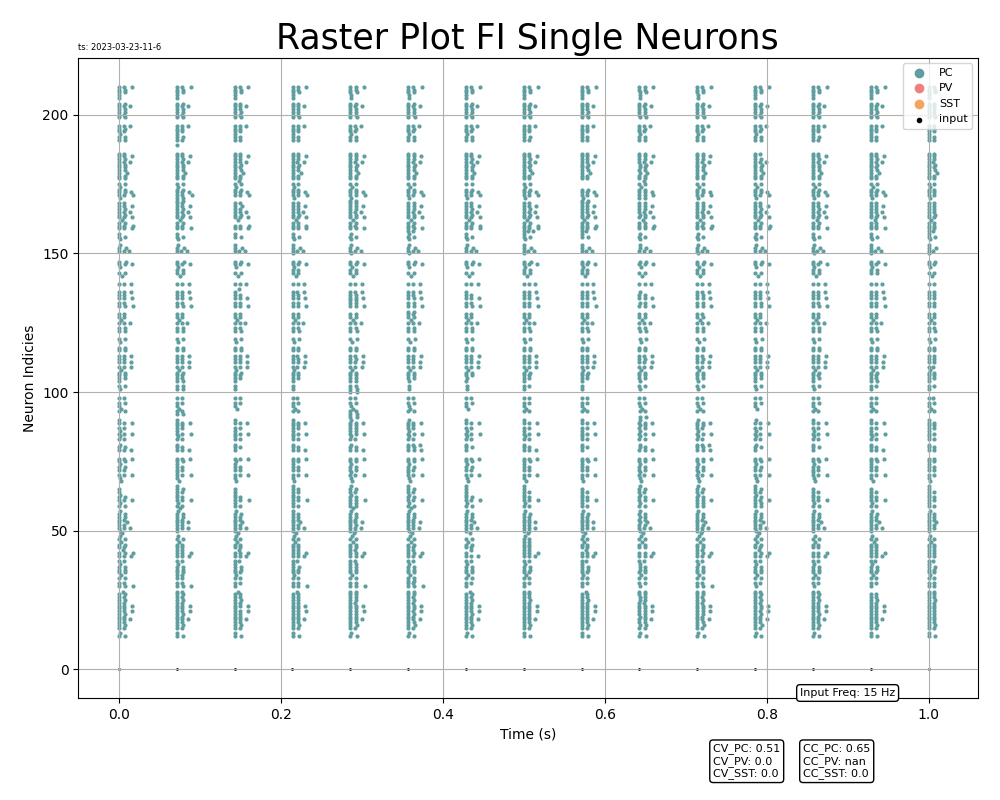 Raster Plot FI Single Neurons
ts: 2023-03-23-11-6
PC
PV
SST
input
Neuron Indicies
200
150
100
50
0
0.0 0.2 0.4 0.6 0.8 1.0
Input Freq: 15 Hz
Time (s)
CV_PC: 0.51
CV_PV: 0.0
CV_SST: 0.0
CC_PC: 0.65
CC_PV: nan
CC_SST: 0.0